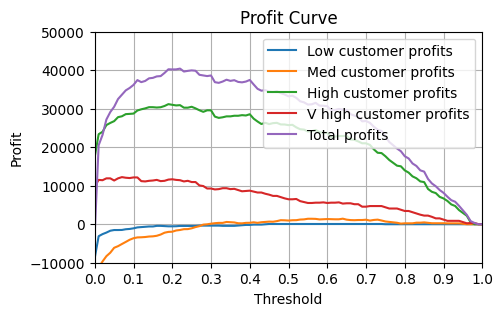 Profit Curve
50000
40000
30000
20000
10000
0
−10000
Profit
Low customer profits
Med customer profits
High customer profits
V high customer profits
Total profits
0.0 0.1 0.2 0.3 0.4 0.5 0.6 0.7 0.8 0.9 1.0
Threshold